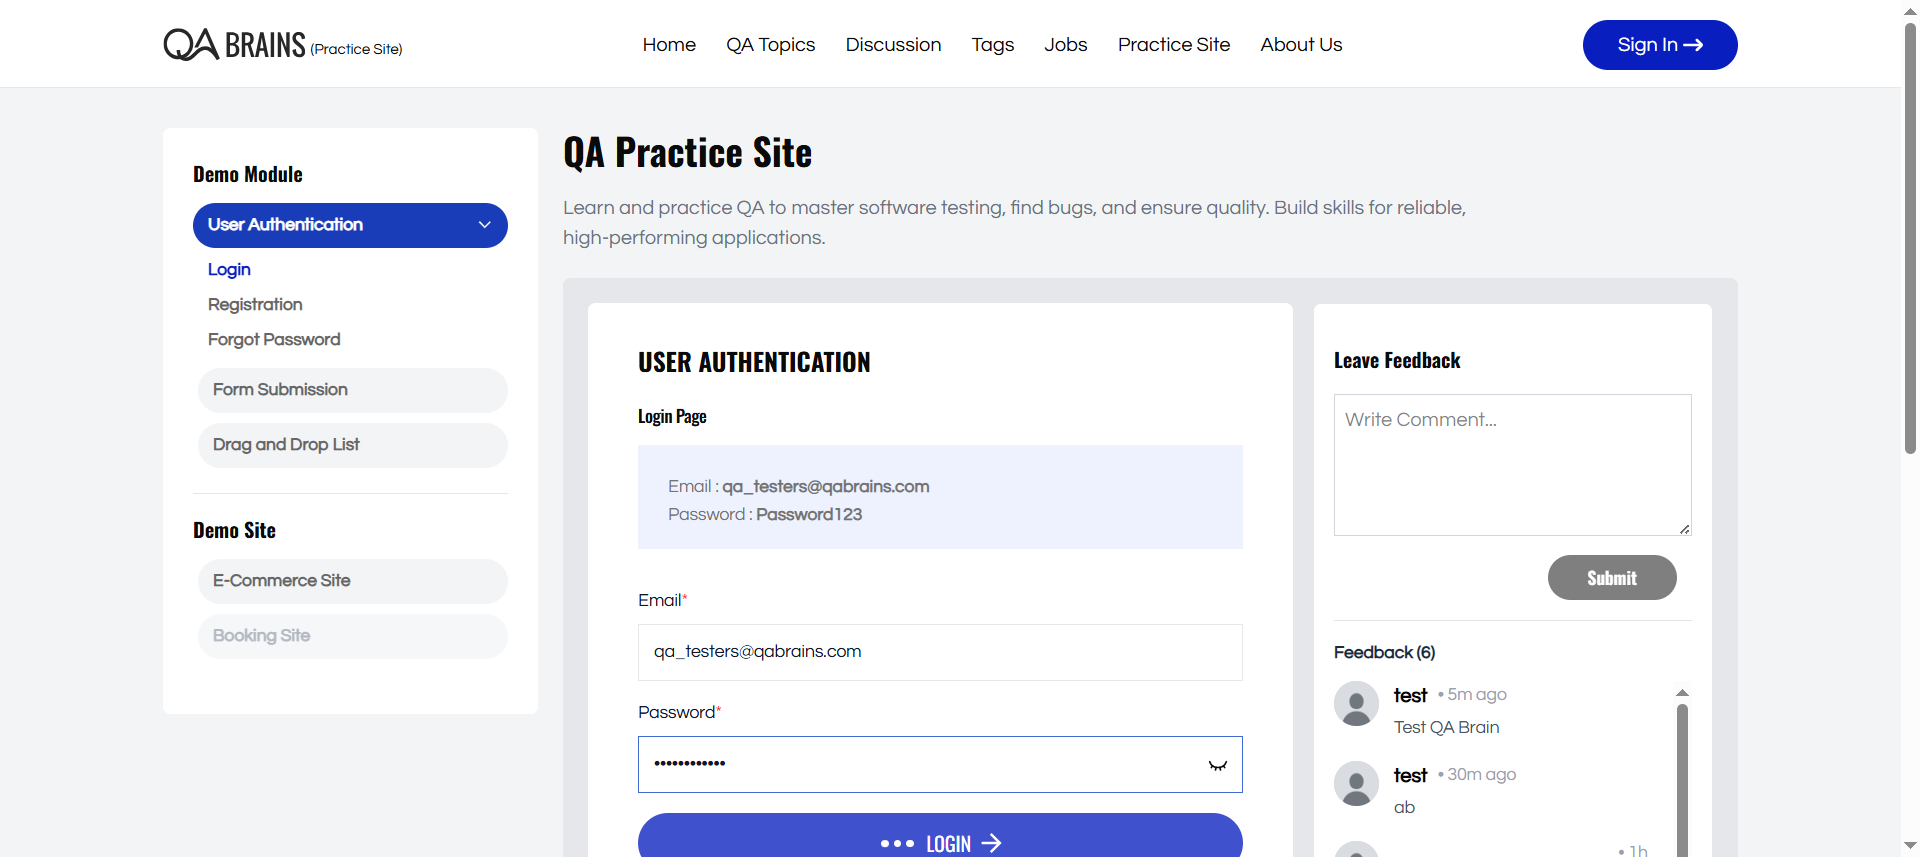 QA BRAINS (Practice Site)
Home QA Topics Discussion Tags Jobs Practice Site About Us
Sign In
Demo Module
User Authentication
Login
Registration
Forgot Password
Form Submission
Drag and Drop List
Demo Site
E-Commerce Site
Booking Site
QA Practice Site
Learn and practice QA to master software testing, find bugs, and ensure quality. Build skills for reliable,
high-performing applications.
USER AUTHENTICATION
Login Page
Email : qa_testers@qabrains.com
Password : Password123
Email*
qa_testers@qabrains.com
Password*
••••••••••••
LOGIN
Leave Feedback
Write Comment...
Submit
Feedback (6)
test • 5m ago
Test QA Brain
test • 30m ago
ab
• 1h